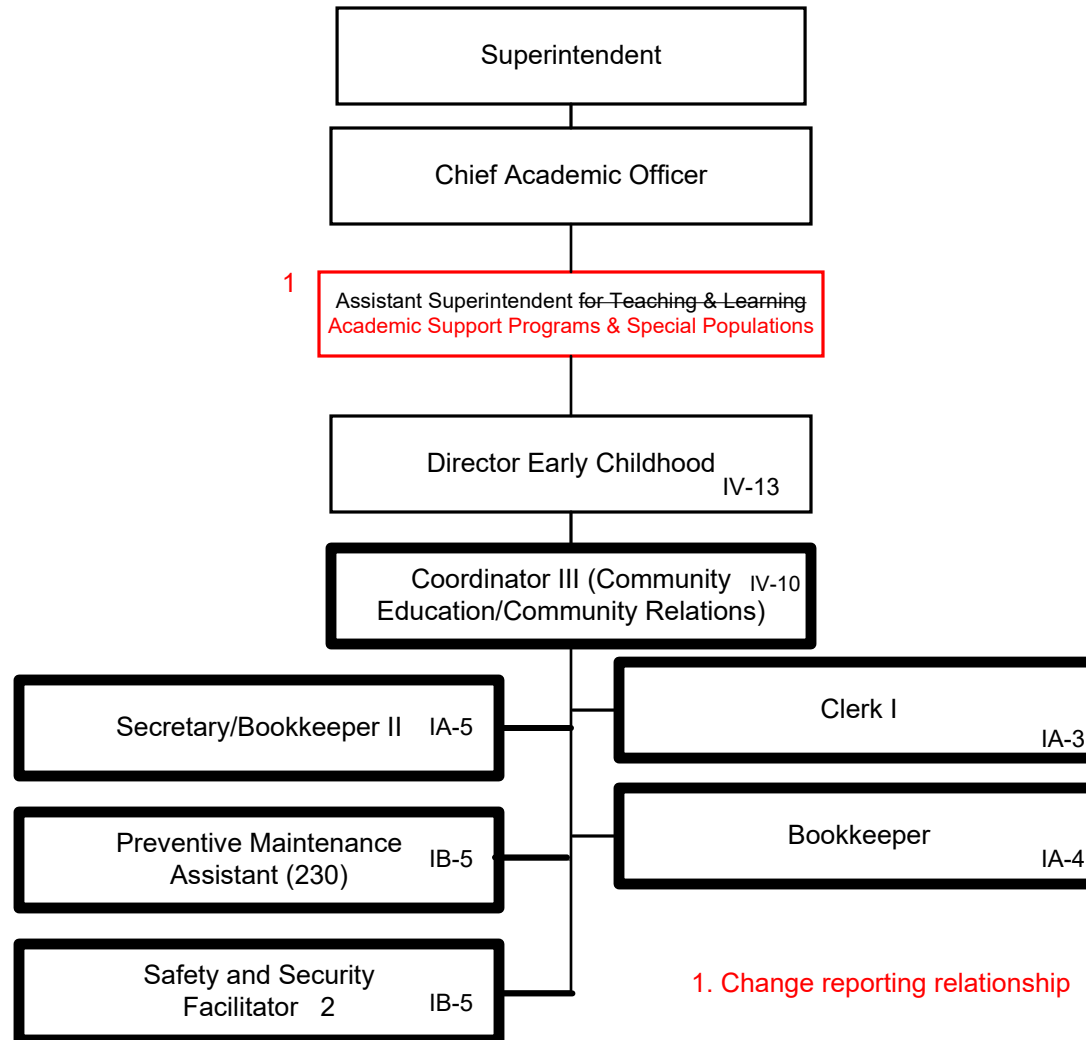 Superintendent
Chief Academic Officer
1
Assistant Superintendent for Teaching & Learning
Academic Support Programs & Special Populations
Director Early Childhood
IV-13
Coordinator III (Community IV-10
Education/Community Relations)
Secretary/Bookkeeper II IA-5
Clerk I
IA-3
Preventive Maintenance
Assistant (230)
IB-5
Bookkeeper
IA-4
Safety and Security
Facilitator 2
IB-5
1. Change reporting relationship